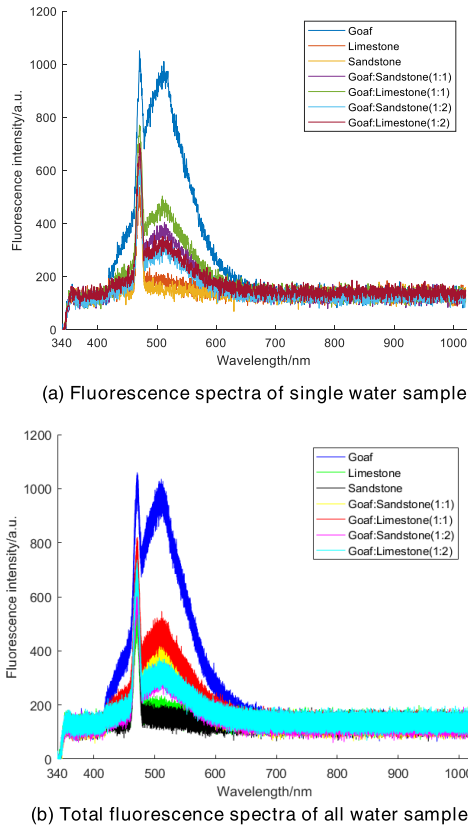 1200
1000
800
600
400
200
0
Fluorescence intensity/a.u.
Goaf
Limestone
Sandstone
Goaf:Sandstone(1:1)
Goaf:Limestone(1:1)
Goaf:Sandstone(1:2)
Goaf:Limestone(1:2)
340 400 500 600 700 800 900 1000
Wavelength/nm
(a) Fluorescence spectra of single water sample
1200
1000
800
600
400
200
0
Fluorescence intensity/a.u.
Goaf
Limestone
Sandstone
Goaf:Sandstone(1:1)
Goaf:Limestone(1:1)
Goaf:Sandstone(1:2)
Goaf:Limestone(1:2)
340 400 500 600 700 800 900
Wavelength/nm
(b) Total fluorescence spectra of all water sample